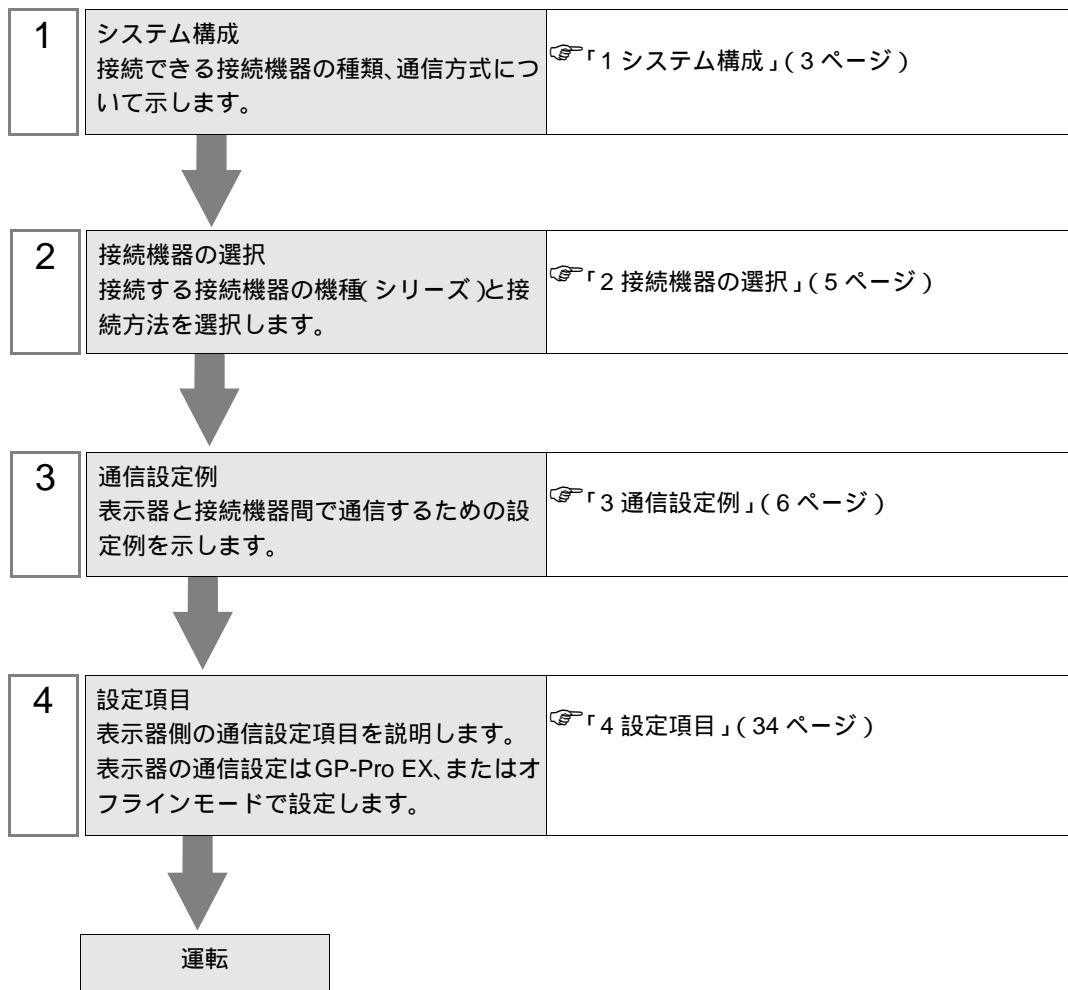 1
システム構成
接続できる接続機器の種類、通信方式につ
いて示します。
☞「1 システム構成」( 3 ページ )
2
接続機器の選択
接続する接続機器の機種( シリーズ )と接
続方法を選択します。
☞「2 接続機器の選択」( 5 ページ )
3
通信設定例
表示器と接続機器間で通信するための設
定例を示します。
☞「3 通信設定例」( 6 ページ )
4
設定項目
表示器側の通信設定項目を説明します。
表示器の通信設定はGP-Pro EX、またはオ
フラインモードで設定します。
☞「4 設定項目」( 34 ページ )
運転